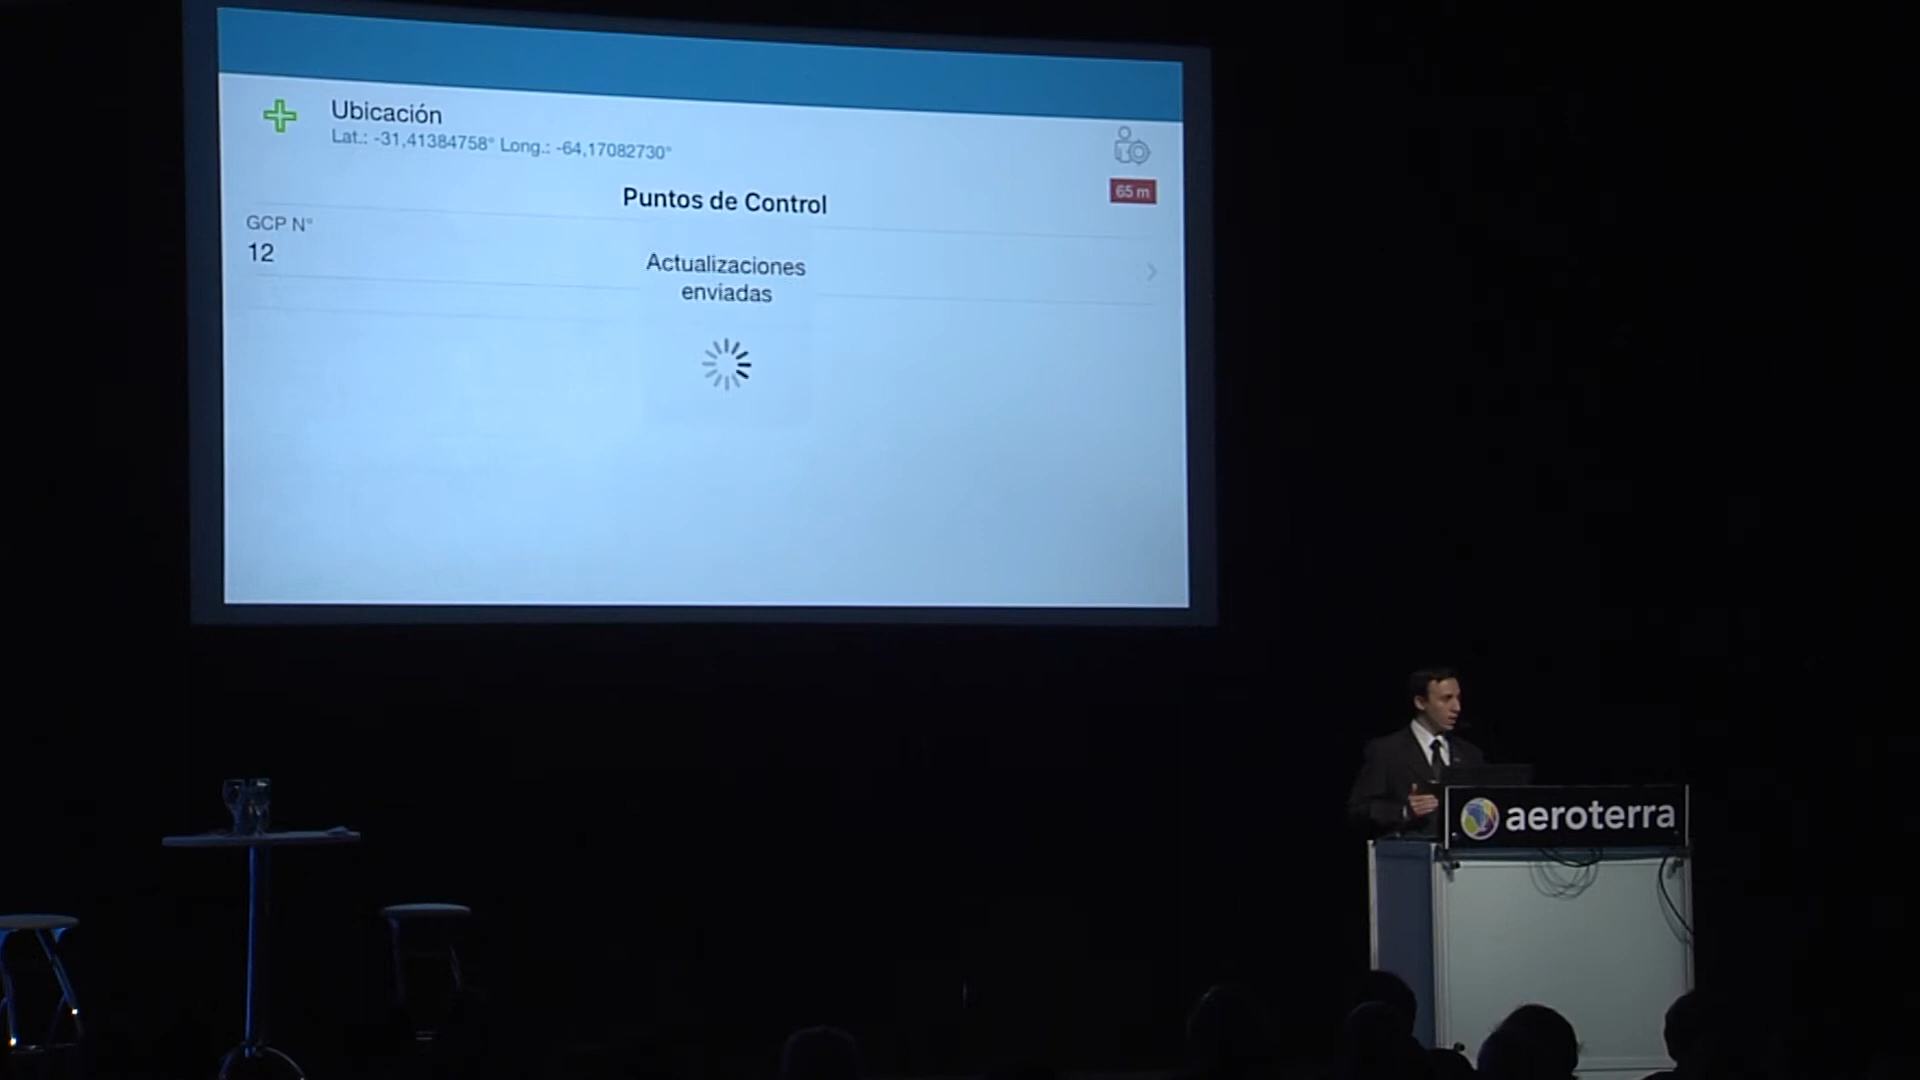 Ubicación
Lat.: -31,41384758° Long.: -64,17082730°
65 m
Puntos de Control
GCP N°
12
Actualizaciones
enviadas
aeroterra